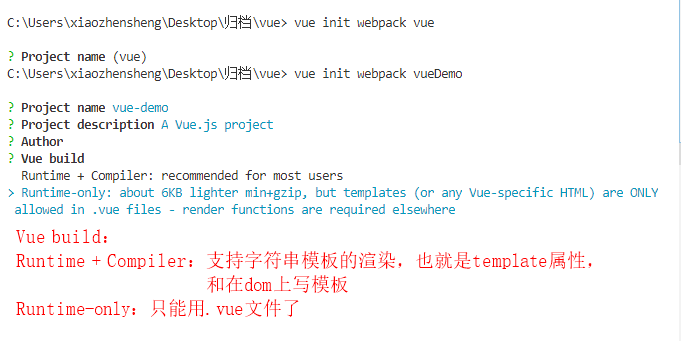 C:\Users\xiaozhensheng\Desktop\归档\vue> vue init webpack vue
? Project name (vue)
C:\Users\xiaozhensheng\Desktop\归档\vue> vue init webpack vueDemo
? Project name vue-demo
? Project description A Vue.js project
? Author
? Vue build
Runtime + Compiler: recommended for most users
> Runtime-only: about 6KB lighter min+gzip, but templates (or any Vue-specific HTML) are ONLY
allowed in .vue files - render functions are required elsewhere
Vue build：
Runtime + Compiler：支持字符串模板的渲染，也就是template属性，
和在dom上写模板
Runtime-only：只能用.vue文件了